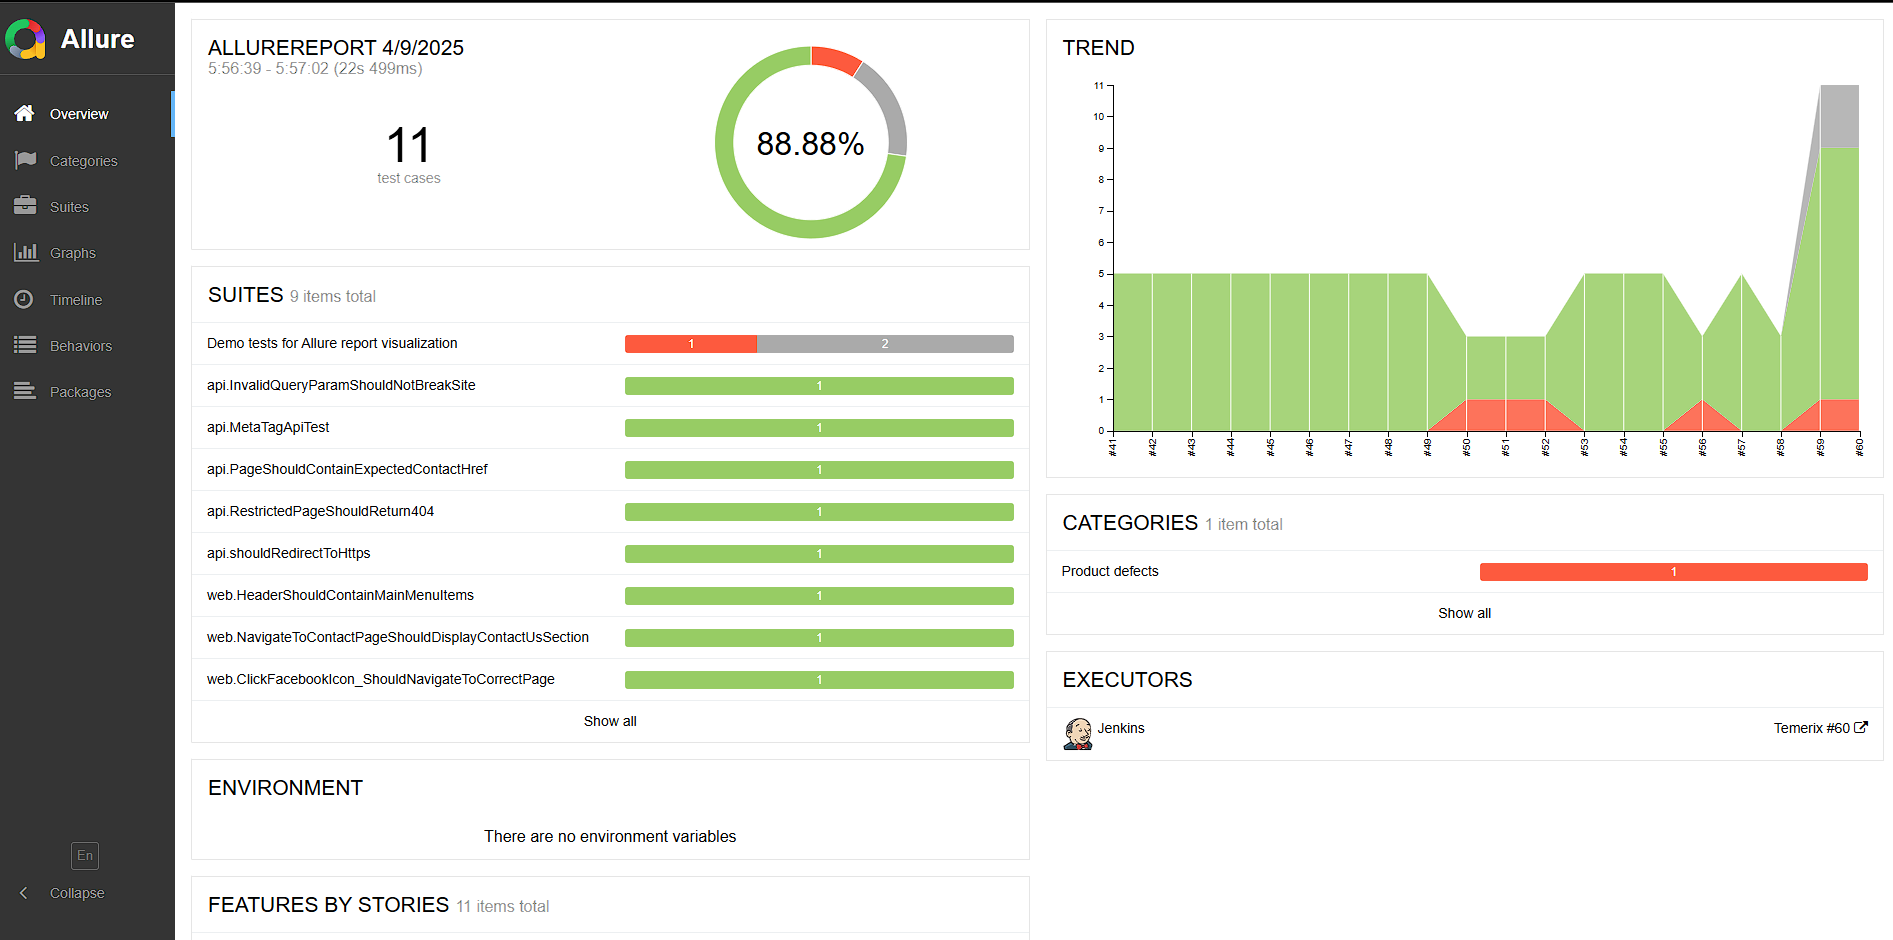 Allure
Overview
Categories
Suites
Graphs
Timeline
Behaviors
Packages
En
Collapse
ALLUREREPORT 4/9/2025
5:56:39 - 5:57:02 (22s 499ms)
11
test cases
88.88%
SUITES 9 items total
Demo tests for Allure report visualization 1 2
api.InvalidQueryParamShouldNotBreakSite 1
api.MetaTagApiTest 1
api.PageShouldContainExpectedContactHref 1
api.RestrictedPageShouldReturn404 1
api.shouldRedirectToHttps 1
web.HeaderShouldContainMainMenuItems 1
web.NavigateToContactPageShouldDisplayContactUsSection 1
web.ClickFacebookIcon_ShouldNavigateToCorrectPage 1
Show all
ENVIRONMENT
There are no environment variables
FEATURES BY STORIES 11 items total
TREND
11
10
9
8
7
6
5
4
3
2
1
0
#41 #42 #43 #44 #45 #46 #47 #48 #49 #50 #51 #52 #53 #54 #55 #56 #57 #58 #59 #60
CATEGORIES 1 item total
Product defects 1
Show all
EXECUTORS
Jenkins Temerix #60